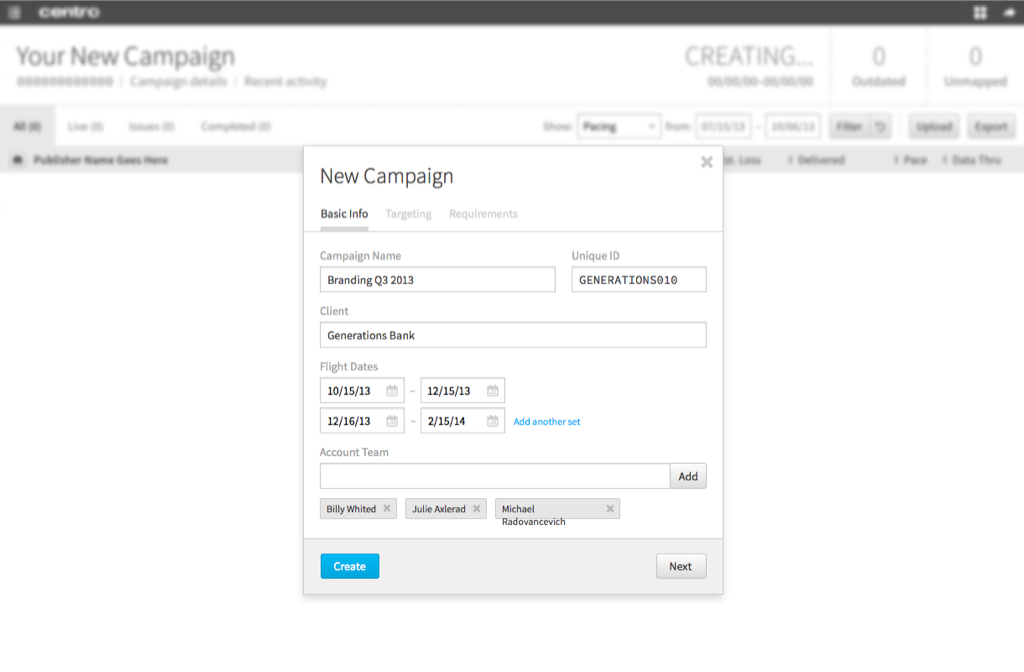 centro
Your New Campaign
CREATING...
0
0
000000000000 | Campaign details | Recent activity
00/00/00–00/00/00
Outdated
Unmapped
All (0)
Live (0)
Issues (0)
Completed (0)
Show:
Pacing
from:
07/15/13
–
10/06/13
Filter
Upload
Export
Publisher Name Goes Here
Loss
Delivered
Pace
Data Thru
New Campaign
Basic Info
Targeting
Requirements
Campaign Name
Unique ID
Branding Q3 2013
GENERATIONS010
Client
Generations Bank
Flight Dates
10/15/13 – 12/15/13
12/16/13 – 2/15/14
Add another set
Account Team
Add
Billy Whited
Julie Axlerad
Michael
Radovancevich
Create
Next